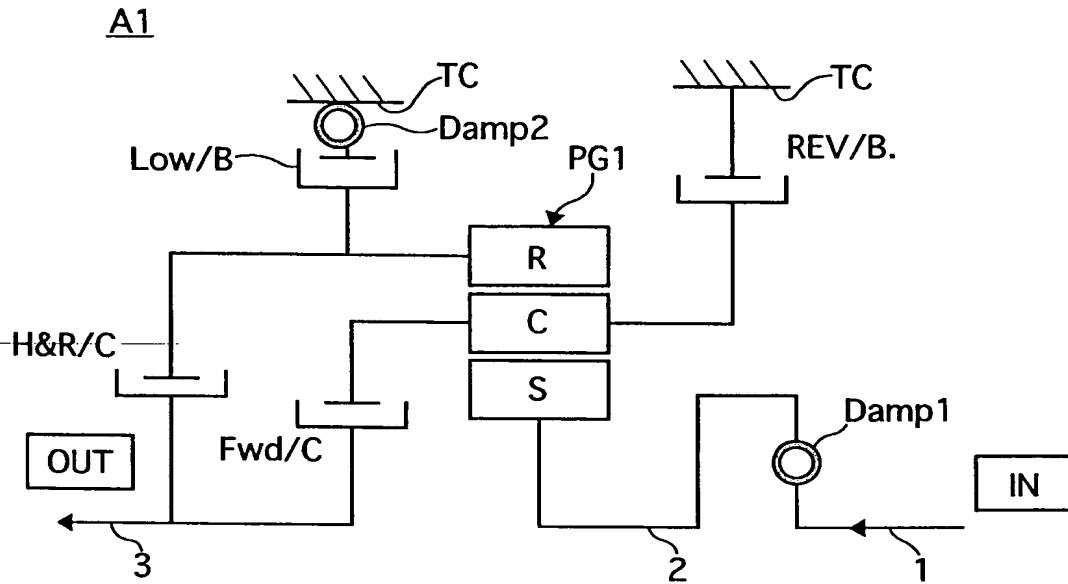 A1
TC
TC
Damp2
Low/B
PG1
REV/B.
R
C
H&R/C
S
Damp1
Fwd/C
OUT
IN
3
2
1